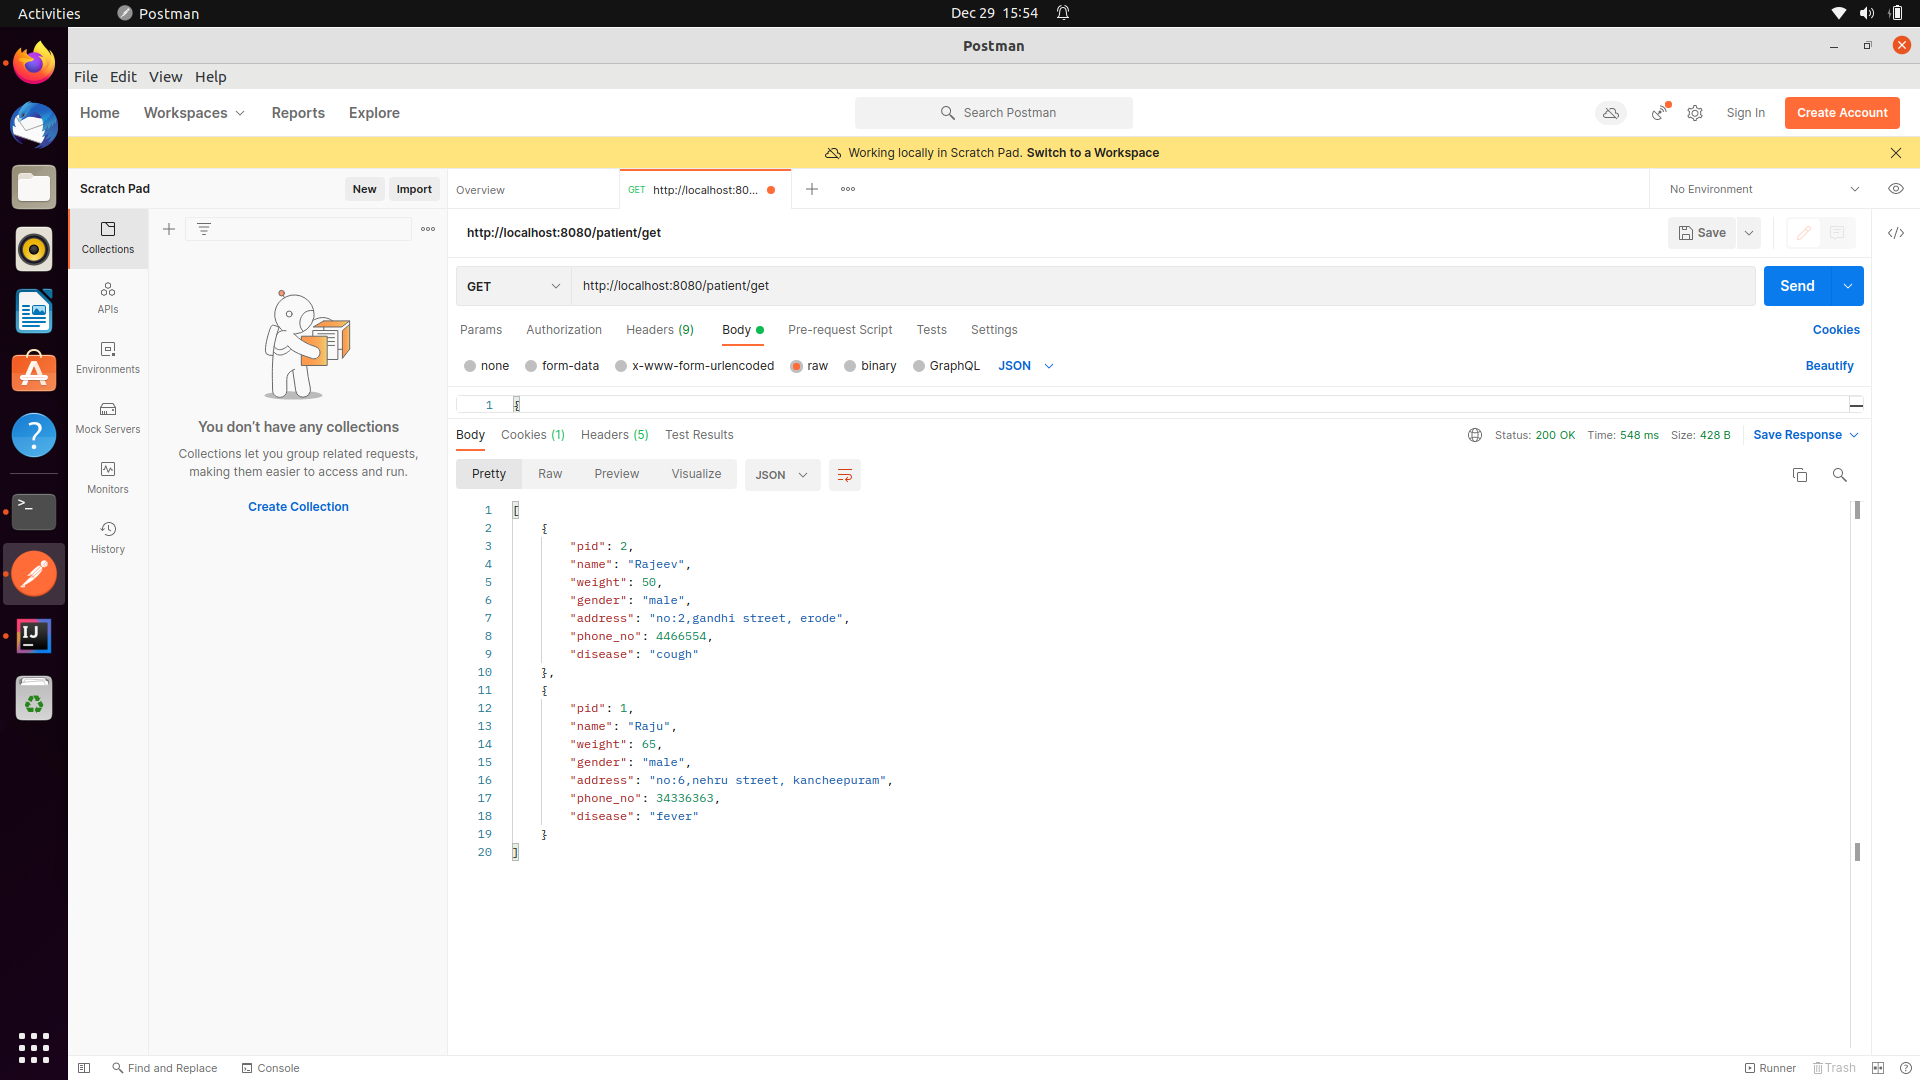 Activities Postman Dec 29 15:54
Postman
File Edit View Help
Home Workspaces Reports Explore Search Postman Sign In Create Account
Working locally in Scratch Pad. Switch to a Workspace
Scratch Pad New Import Overview GET http://localhost:80... No Environment
Collections
http://localhost:8080/patient/get Save
GET http://localhost:8080/patient/get Send
APIs
Params Authorization Headers (9) Body Pre-request Script Tests Settings Cookies
Environments
none form-data x-www-form-urlencoded raw binary GraphQL JSON Beautify
1 {
Mock Servers
You don't have any collections
Collections let you group related requests,
making them easier to access and run.
Create Collection
Monitors
History
Body Cookies (1) Headers (5) Test Results Status: 200 OK Time: 548 ms Size: 428 B Save Response
Pretty Raw Preview Visualize JSON
1 [
2 {
3 "pid": 2,
4 "name": "Rajeev",
5 "weight": 50,
6 "gender": "male",
7 "address": "no:2,gandhi street, erode",
8 "phone_no": 4466554,
9 "disease": "cough"
10 },
11 {
12 "pid": 1,
13 "name": "Raju",
14 "weight": 65,
15 "gender": "male",
16 "address": "no:6,nehru street, kancheepuram",
17 "phone_no": 34336363,
18 "disease": "fever"
19 }
20 ]
Find and Replace Console Runner Trash